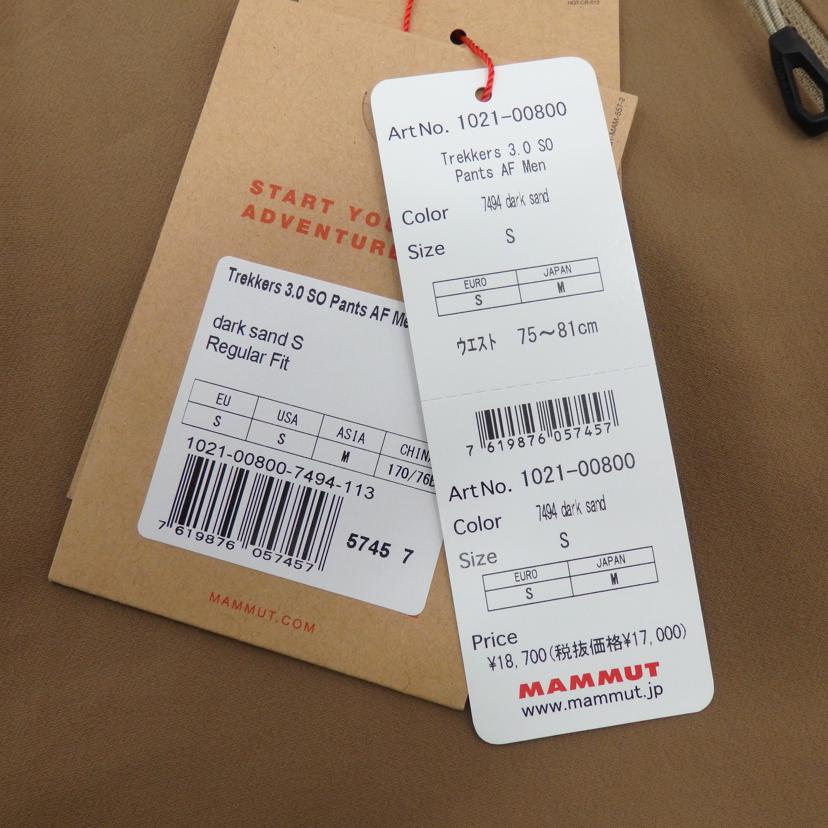 START YOU
ADVENTURE
Trekkers 3.0 SO Pants AF Me
dark sand S
Regular Fit
EU USA ASIA CHINA
S S M 170/76
1021-00800-7494-113
7 619876 057457
5745 7
MAMMUT.COM
Art No. 1021-00800
Trekkers 3.0 SO
Pants AF Men
Color 7494 dark sand
Size S
EURO JAPAN
S M
ウエスト 75〜81cm
7 619876 057457
Art No. 1021-00800
Color 7494 dark sand
Size S
EURO JAPAN
S M
Price
¥18,700(税抜価格¥17,000)
MAMMUT
www.mammut.jp